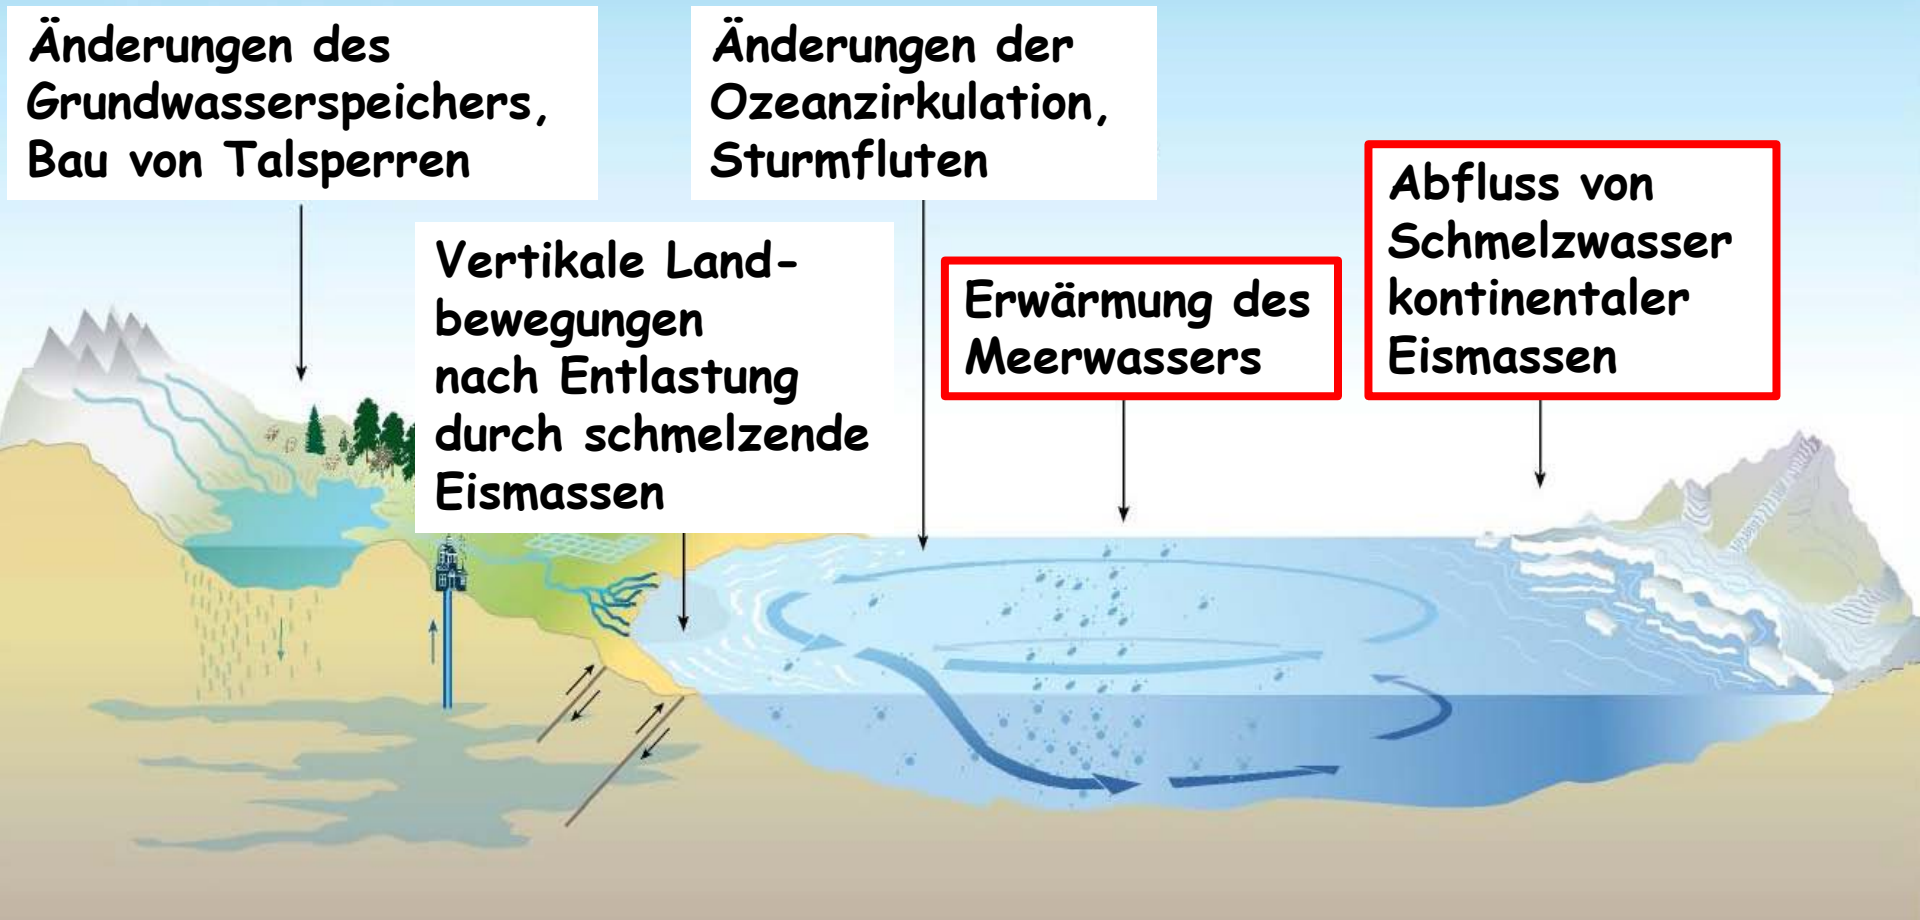 Änderungen des
Grundwasserspeichers,
Bau von Talsperren
Änderungen der
Ozeanzirkulation,
Sturmfluten
Vertikale Land-
bewegungen
nach Entlastung
durch schmelzende
Eismassen
Erwärmung des
Meerwassers
Abfluss von
Schmelzwasser
kontinentaler
Eismassen